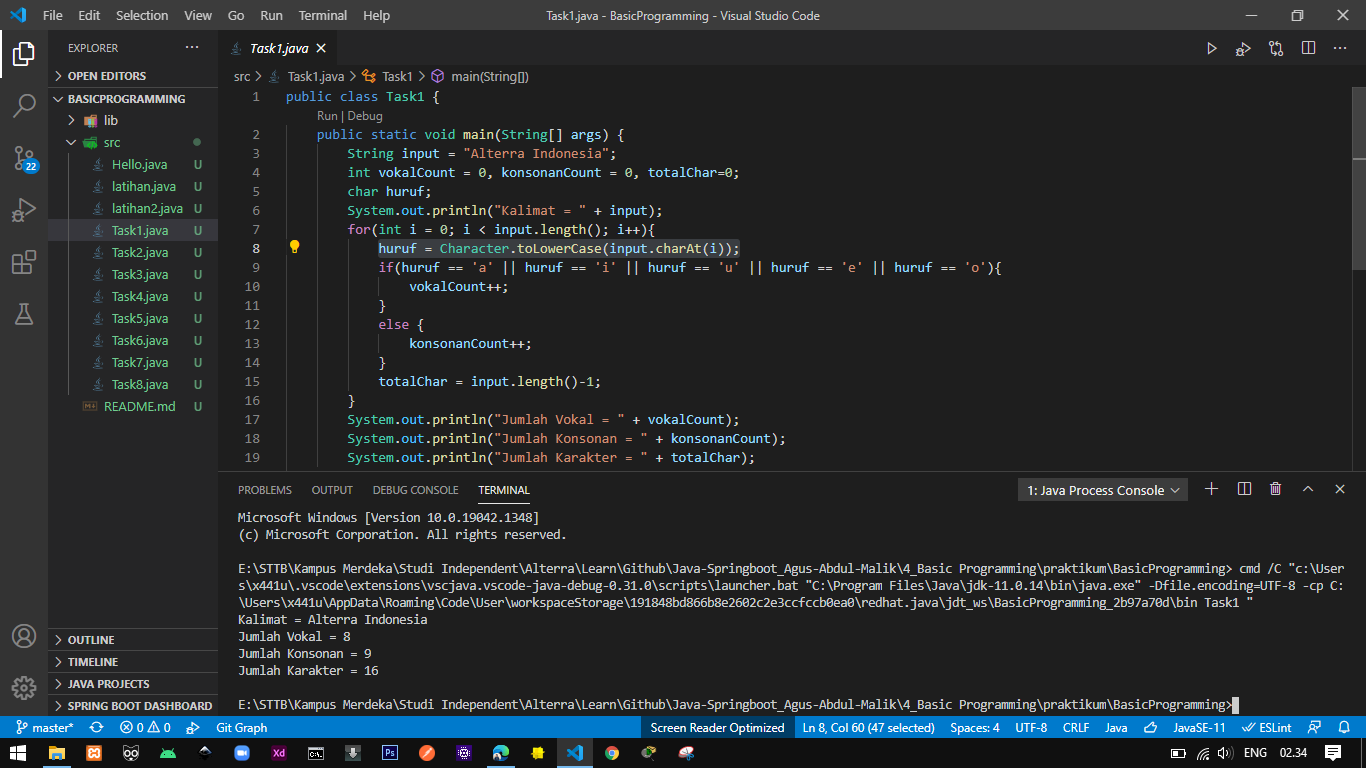 File Edit Selection View Go Run Terminal Help
Task1.java - BasicProgramming - Visual Studio Code
EXPLORER
OPEN EDITORS
BASICPROGRAMMING
lib
src
Hello.java U
latihan.java U
latihan2.java U
Task1.java U
Task2.java U
Task3.java U
Task4.java U
Task5.java U
Task6.java U
Task7.java U
Task8.java U
README.md U
22
OUTLINE
TIMELINE
JAVA PROJECTS
SPRING BOOT DASHBOARD
Task1.java
src > Task1.java > Task1 > main(String[])
1 public class Task1 {
Run | Debug
2 public static void main(String[] args) {
3 String input = "Alterra Indonesia";
4 int vokalCount = 0, konsonanCount = 0, totalChar=0;
5 char huruf;
6 System.out.println("Kalimat = " + input);
7 for(int i = 0; i < input.length(); i++){
8 huruf = Character.toLowerCase(input.charAt(i));
9 if(huruf == 'a' || huruf == 'i' || huruf == 'u' || huruf == 'e' || huruf == 'o'){
10 vokalCount++;
11 }
12 else {
13 konsonanCount++;
14 }
15 totalChar = input.length()-1;
16 }
17 System.out.println("Jumlah Vokal = " + vokalCount);
18 System.out.println("Jumlah Konsonan = " + konsonanCount);
19 System.out.println("Jumlah Karakter = " + totalChar);
PROBLEMS OUTPUT DEBUG CONSOLE TERMINAL
1: Java Process Console
Microsoft Windows [Version 10.0.19042.1348]
(c) Microsoft Corporation. All rights reserved.
E:\STTB\Kampus Merdeka\Studi Independent\Alterra\Learn\Github\Java-Springboot_Agus-Abdul-Malik\4_Basic Programming\praktikum\BasicProgramming> cmd /C "c:\User
s\x441u\.vscode\extensions\vscjava.vscode-java-debug-0.31.0\scripts\launcher.bat "C:\Program Files\Java\jdk-11.0.14\bin\java.exe" -Dfile.encoding=UTF-8 -cp C:
\Users\x441u\AppData\Roaming\Code\User\workspaceStorage\191848bd866b8e2602c2e3ccfccb0ea0\redhat.java\jdt_ws\BasicProgramming_2b97a70d\bin Task1 "
Kalimat = Alterra Indonesia
Jumlah Vokal = 8
Jumlah Konsonan = 9
Jumlah Karakter = 16
E:\STTB\Kampus Merdeka\Studi Independent\Alterra\Learn\Github\Java-Springboot_Agus-Abdul-Malik\4_Basic Programming\praktikum\BasicProgramming>
master* 0 0 Git Graph Screen Reader Optimized Ln 8, Col 60 (47 selected) Spaces: 4 UTF-8 CRLF Java JavaSE-11 ESLint
Xd Ps ENG 02.34